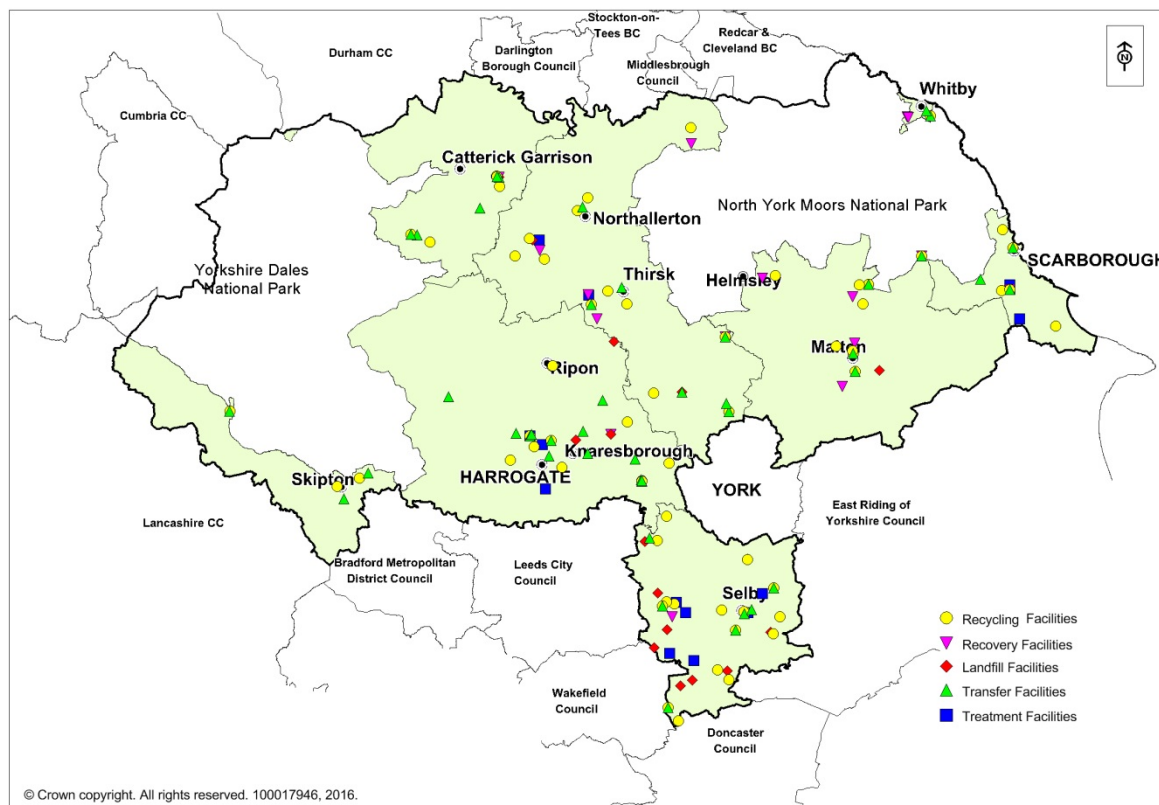 Stockton-on-
Tees BC
Redcar &
Cleveland BC
Durham CC
Darlington
Borough Council
Middlesbrough
Council
N
Whitby
Cumbria CC
Catterick Garrison
Northallerton
North York Moors National Park
Yorkshire Dales
National Park
Thirsk
Helmsley
SCARBOROUGH
Ripon
Malton
Knaresborough
HARROGATE
Skipton
YORK
Lancashire CC
East Riding of
Yorkshire Council
Bradford Metropolitan
District Council
Leeds City
Council
Selby
Recycling Facilities
Recovery Facilities
Landfill Facilities
Transfer Facilities
Treatment Facilities
Wakefield
Council
Doncaster
Council
© Crown copyright. All rights reserved. 100017946, 2016.